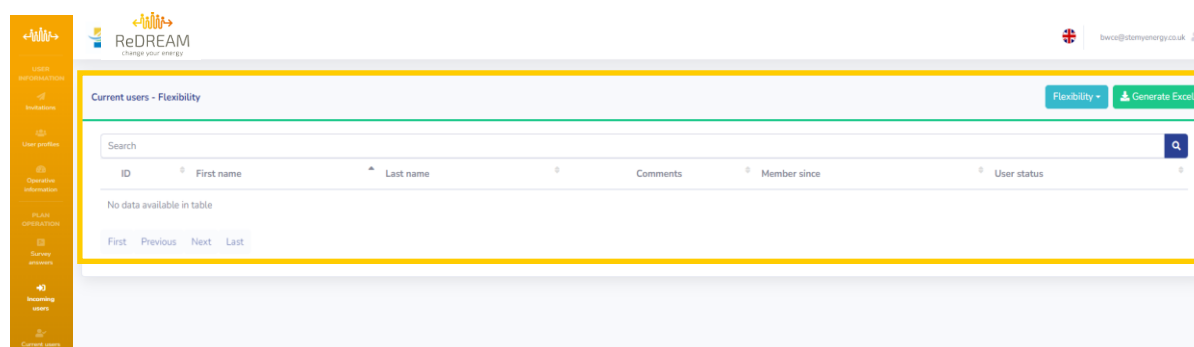 ReDREAM
change your energy
bwce@stemyenergy.co.uk
USER INFORMATION
Invitations
User profiles
Operative information
PLAN OPERATION
Survey answers
Incoming users
Current users
Current users - Flexibility
Flexibility
Generate Excel
Search
ID First name Last name Comments Member since User status
No data available in table
First Previous Next Last